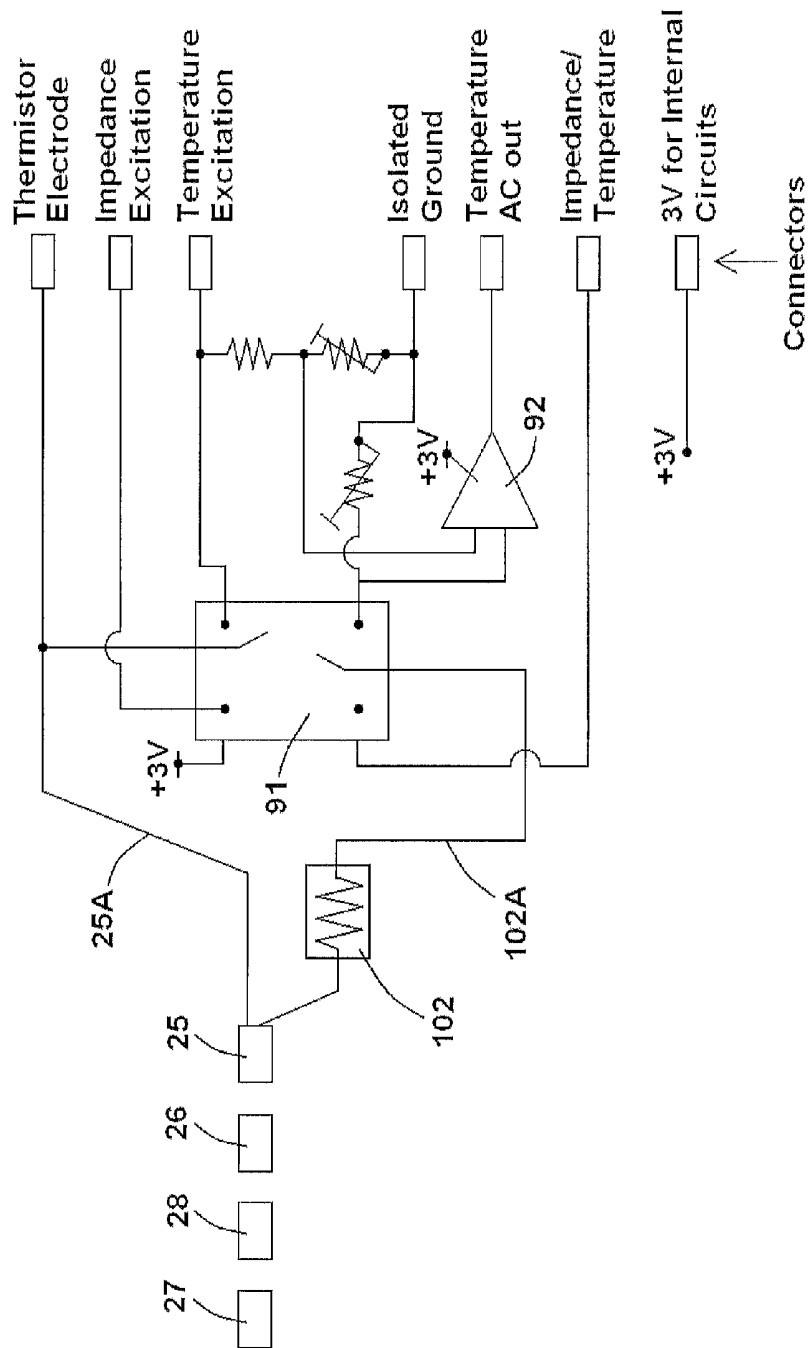 Thermistor
Electrode
Impedance
Excitation
Temperature
Excitation
Isolated
Ground
Temperature
AC out
Impedance/
Temperature
3V for Internal
Circuits
Connectors
25A
+3V
91
+3V
92
+3V
102A
102
25
26
28
27